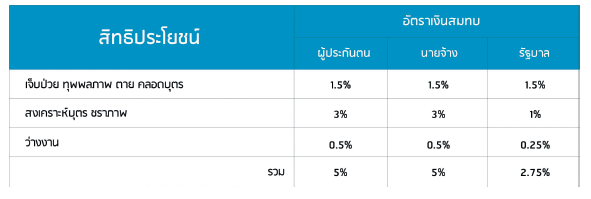 สิทธิประโยชน์
อัตราเงินสมทบ
ผู้ประกันตน นายจ้าง รัฐบาล
เจ็บป่วย ทุพพลภาพ ตาย คลอดบุตร 1.5% 1.5% 1.5%
สงเคราะห์บุตร ชราภาพ 3% 3% 1%
ว่างงาน 0.5% 0.5% 0.25%
รวม 5% 5% 2.75%